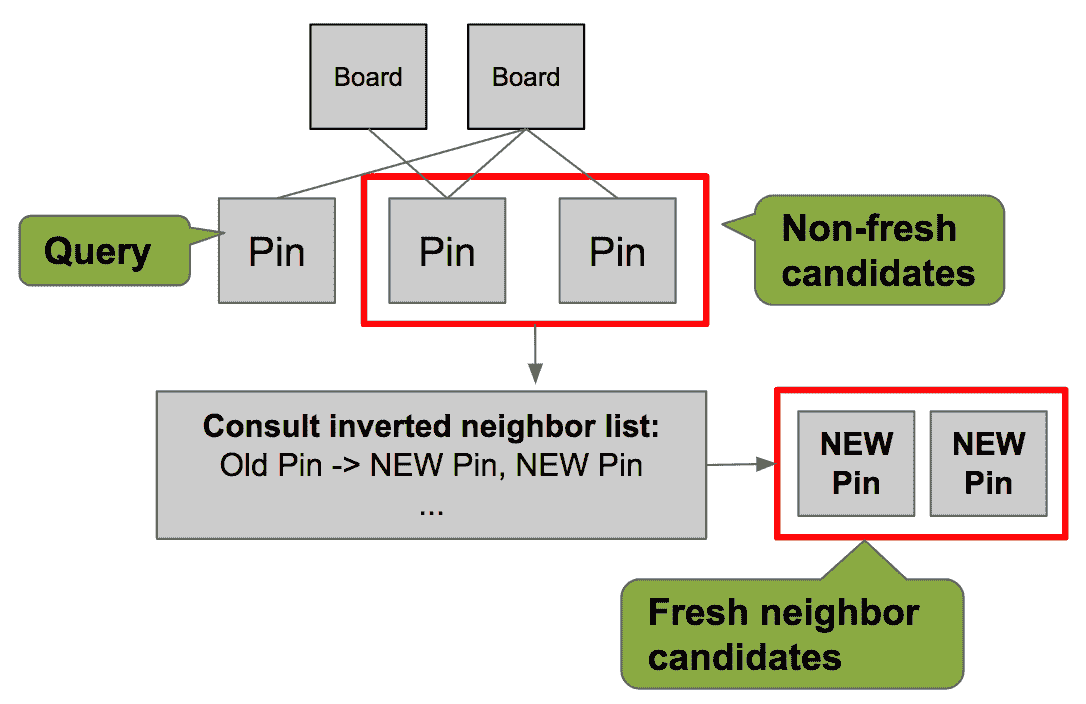 Board
Board
Query
Pin
Pin
Pin
Non-fresh
candidates
Consult inverted neighbor list:
Old Pin -> NEW Pin, NEW Pin
...
NEW
Pin
NEW
Pin
Fresh neighbor
candidates